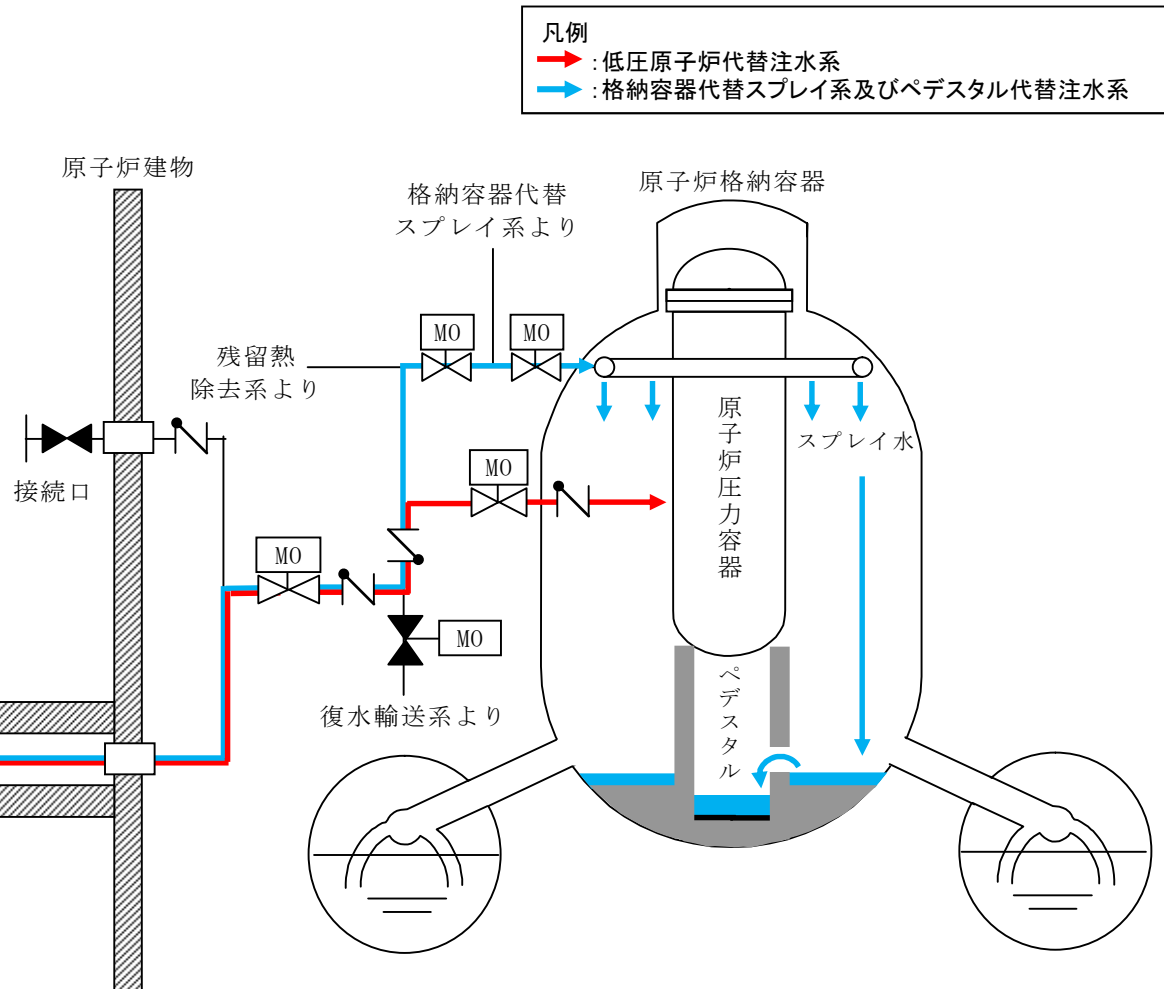 凡例
：低圧原子炉代替注水系
：格納容器代替スプレイ系及びペデスタル代替注水系
原子炉建物
格納容器代替
スプレイ系より
原子炉格納容器
MO
MO
残留熱
除去系より
原子炉圧力容器
スプレイ水
MO
接続口
MO
MO
復水輸送系より
ペデスタル